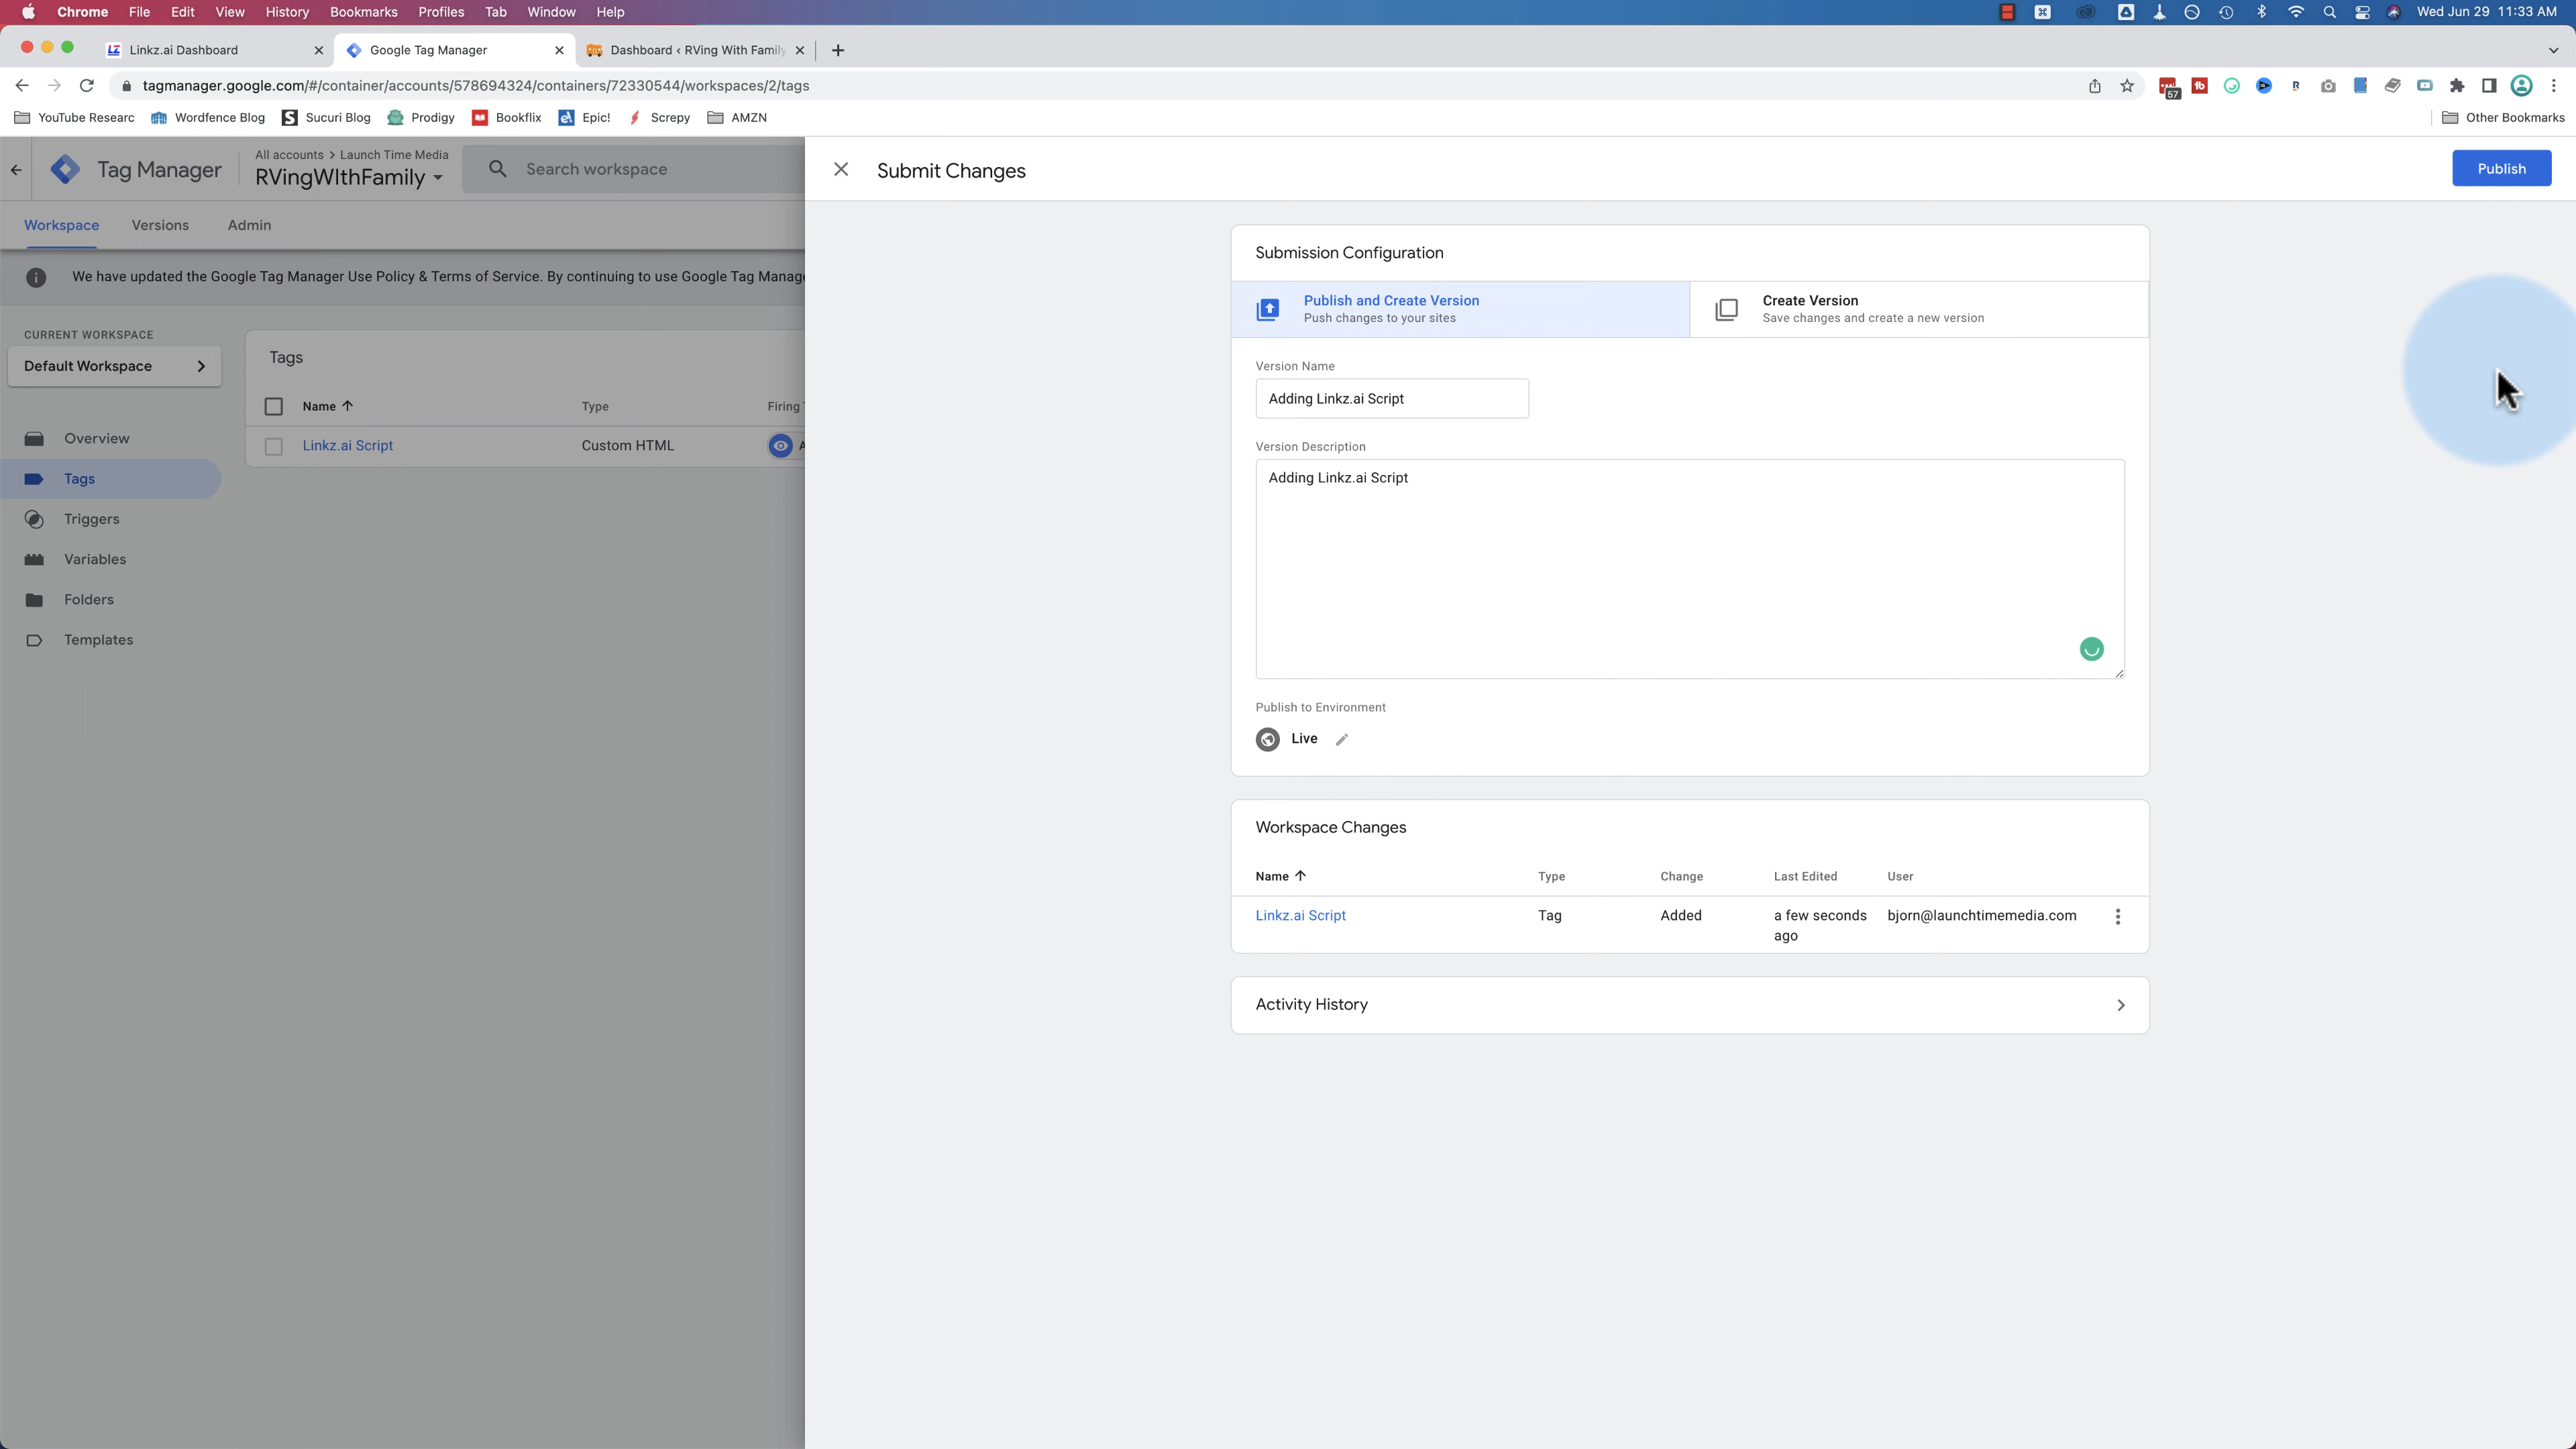 Chrome File Edit View History Bookmarks Profiles Tab Window Help Wed Jun 29 11:33 AM
Linkz.ai Dashboard Google Tag Manager Dashboard ‹ RVing With Family
tagmanager.google.com/#/container/accounts/578694324/containers/72330544/workspaces/2/tags 57
YouTube Researc Wordfence Blog Sucuri Blog Prodigy Bookflix Epic! Screpy AMZN Other Bookmarks
All accounts > Launch Time Media
Tag Manager RVingWIthFamily Search workspace
Submit Changes Publish
Workspace Versions Admin
We have updated the Google Tag Manager Use Policy & Terms of Service. By continuing to use Google Tag Manage
CURRENT WORKSPACE
Default Workspace
Overview
Tags
Triggers
Variables
Folders
Templates
Tags
Name Type Firing
Linkz.ai Script Custom HTML A
Submission Configuration
Publish and Create Version
Push changes to your sites
Create Version
Save changes and create a new version
Version Name
Adding Linkz.ai Script
Version Description
Adding Linkz.ai Script
Publish to Environment
Live
Workspace Changes
Name Type Change Last Edited User
Linkz.ai Script Tag Added a few seconds ago bjorn@launchtimemedia.com
Activity History